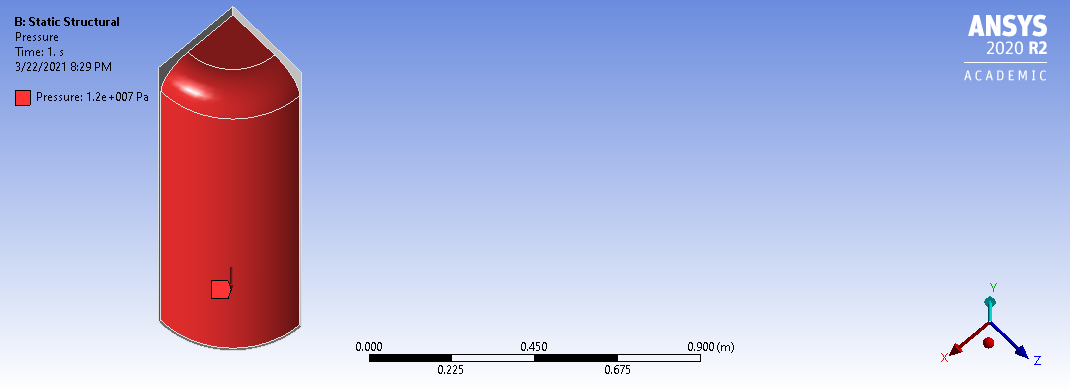 B: Static Structural
Pressure
Time: 1. s
3/22/2021 8:29 PM
Pressure: 1.2e+007 Pa
ANSYS
2020 R2
ACADEMIC
0.000 0.450 0.900 (m)
0.225 0.675
Y
X Z